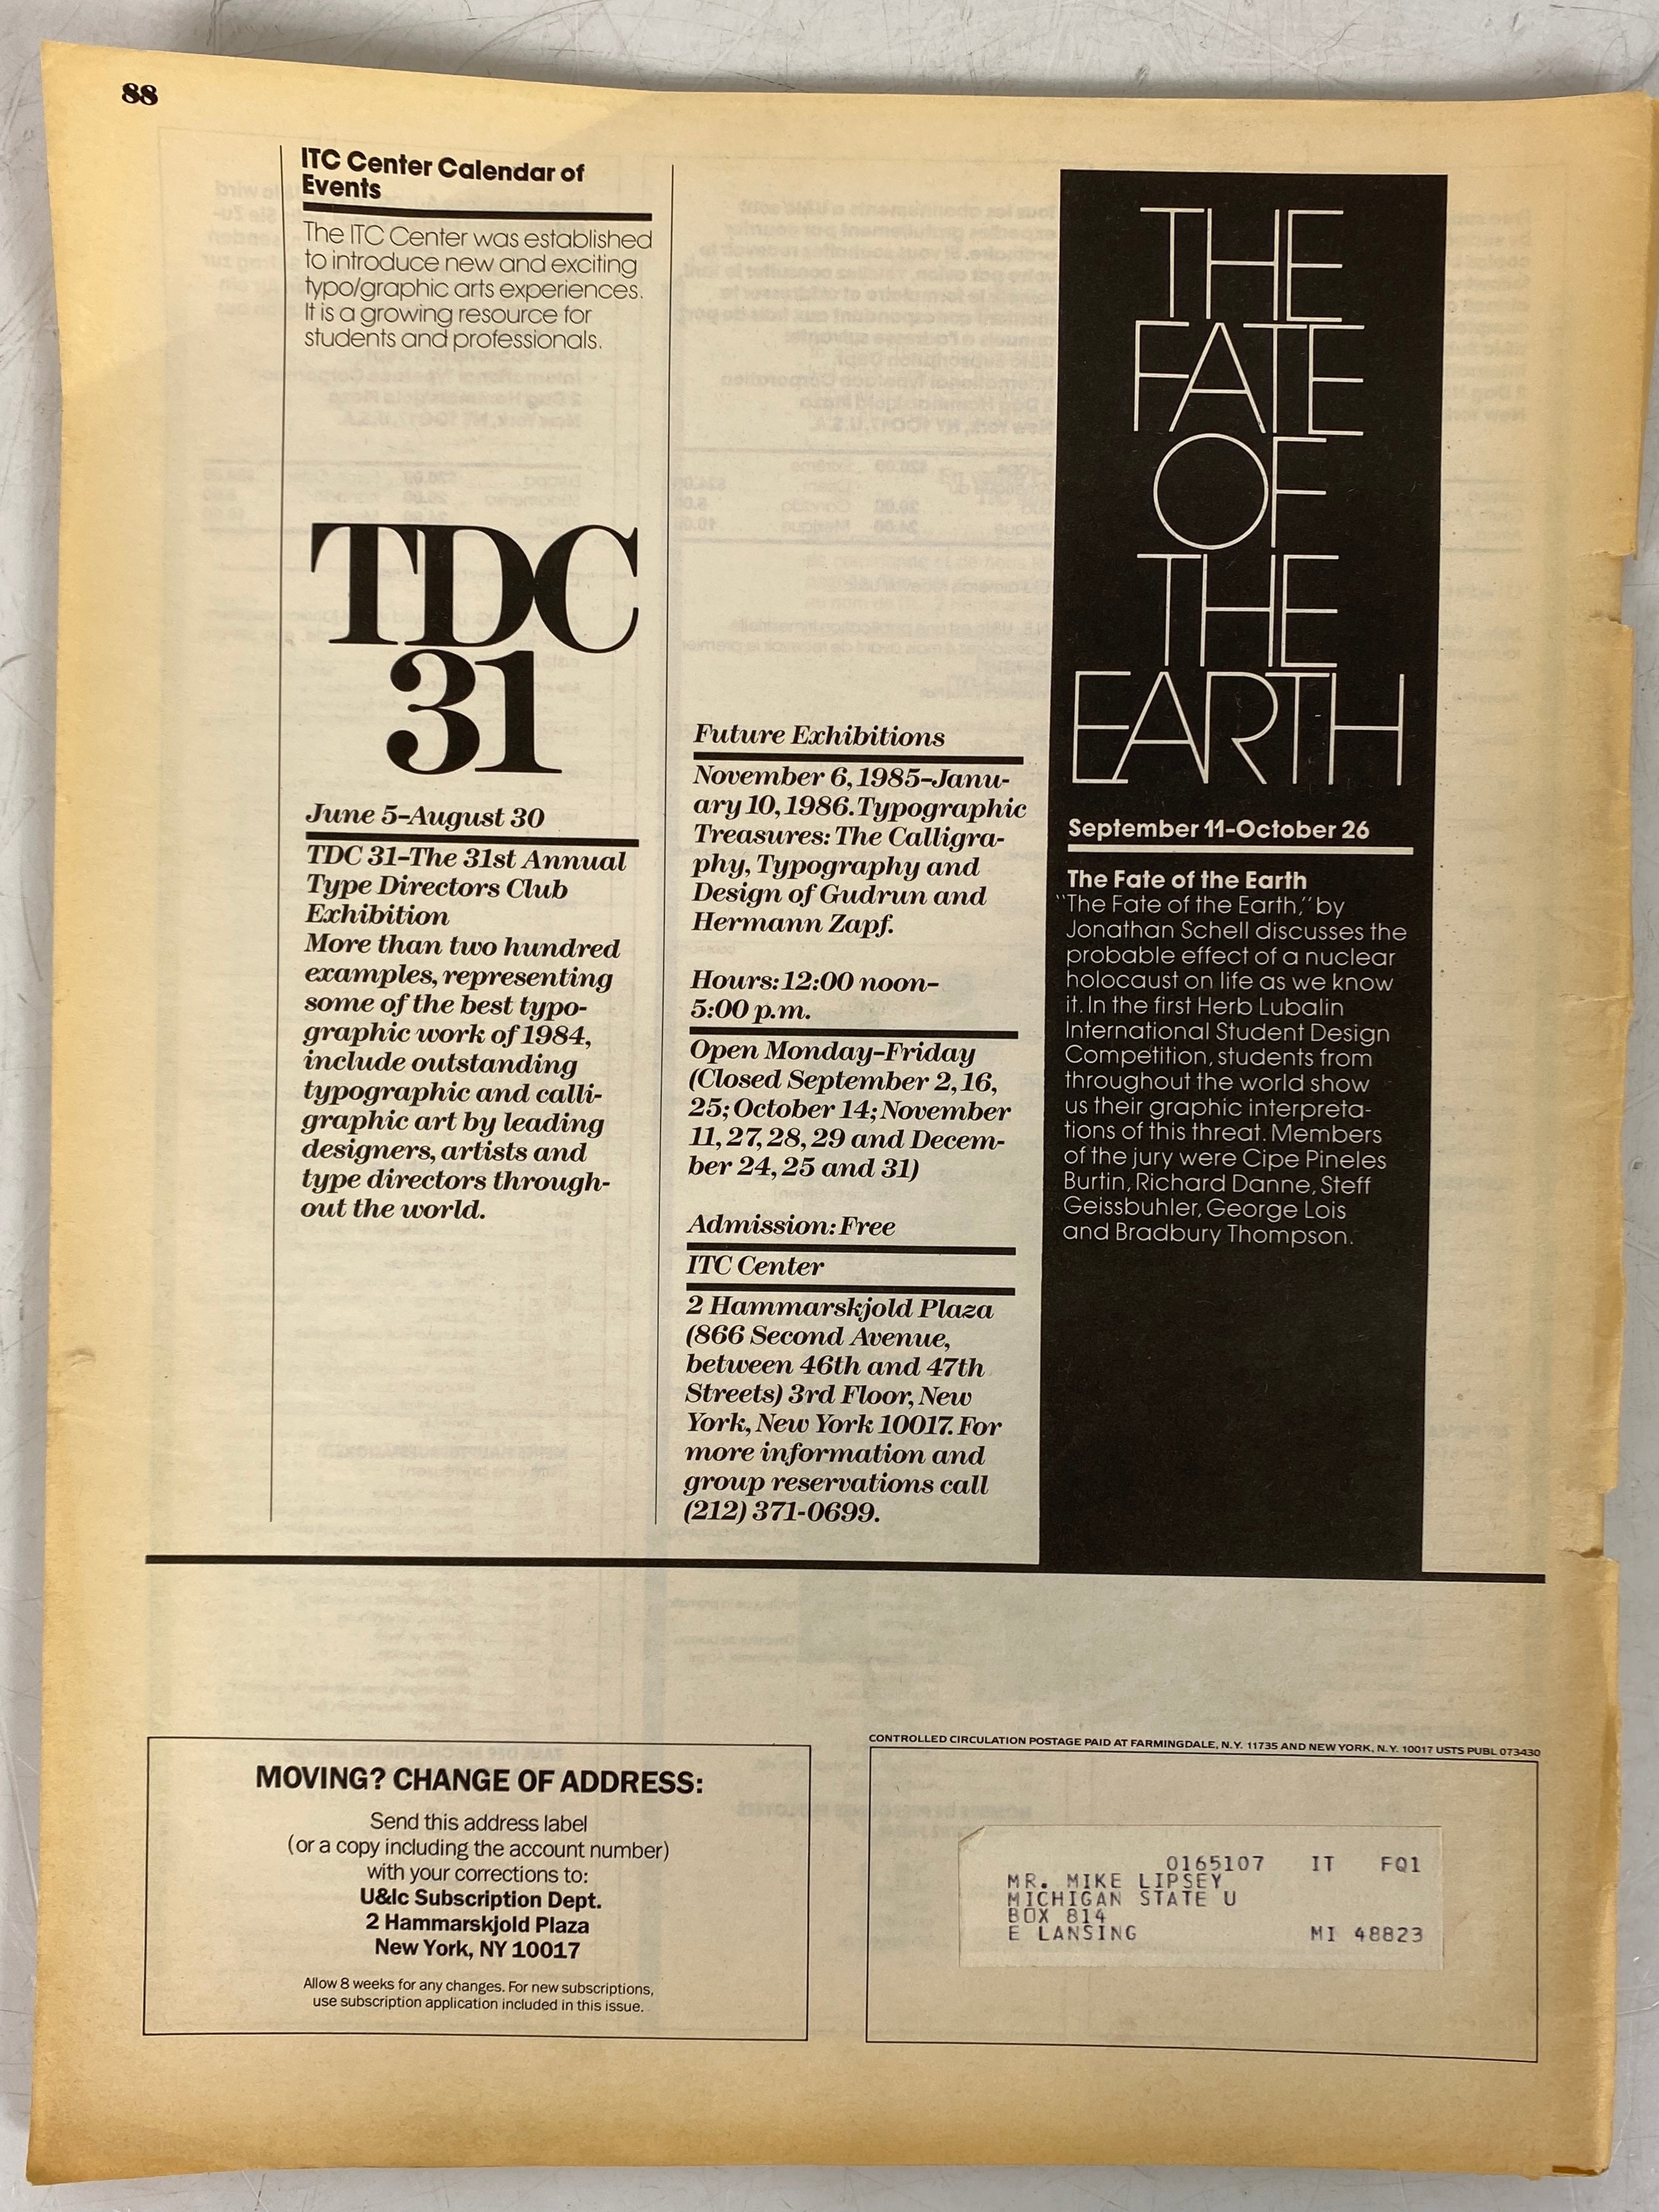 88
ITC Center Calendar of
Events
The ITC Center was established
to introduce new and exciting
typo/graphic arts experiences.
It is a growing resource for
students and professionals.
TDC
31
June 5–August 30
TDC 31–The 31st Annual
Type Directors Club
Exhibition
More than two hundred
examples, representing
some of the best typo-
graphic work of 1984,
include outstanding
typographic and calli-
graphic art by leading
designers, artists and
type directors through-
out the world.
Future Exhibitions
November 6, 1985–Janu-
ary 10, 1986. Typographic
Treasures: The Calligra-
phy, Typography and
Design of Gudrun and
Hermann Zapf.
Hours: 12:00 noon–
5:00 p.m.
Open Monday–Friday
(Closed September 2, 16,
25; October 14; November
11, 27, 28, 29 and Decem-
ber 24, 25 and 31)
Admission: Free
ITC Center
2 Hammarskjold Plaza
(866 Second Avenue,
between 46th and 47th
Streets) 3rd Floor, New
York, New York 10017. For
more information and
group reservations call
(212) 371-0699.
THE
FATE
OF
THE
EARTH
September 11–October 26
The Fate of the Earth
"The Fate of the Earth," by
Jonathan Schell discusses the
probable effect of a nuclear
holocaust on life as we know
it. In the first Herb Lubalin
International Student Design
Competition, students from
throughout the world show
us their graphic interpreta-
tions of this threat. Members
of the jury were Cipe Pineles
Burtin, Richard Danne, Steff
Geissbuhler, George Lois
and Bradbury Thompson.
MOVING? CHANGE OF ADDRESS:
Send this address label
(or a copy including the account number)
with your corrections to:
U&lc Subscription Dept.
2 Hammarskjold Plaza
New York, NY 10017
Allow 8 weeks for any changes. For new subscriptions,
use subscription application included in this issue.
CONTROLLED CIRCULATION POSTAGE PAID AT FARMINGDALE, N.Y. 11735 AND NEW YORK, N.Y. 10017 USTS PUBL 073430
0165107 IT FQ1
MR. MIKE LIPSEY
MICHIGAN STATE U
BOX 814
E LANSING MI 48823